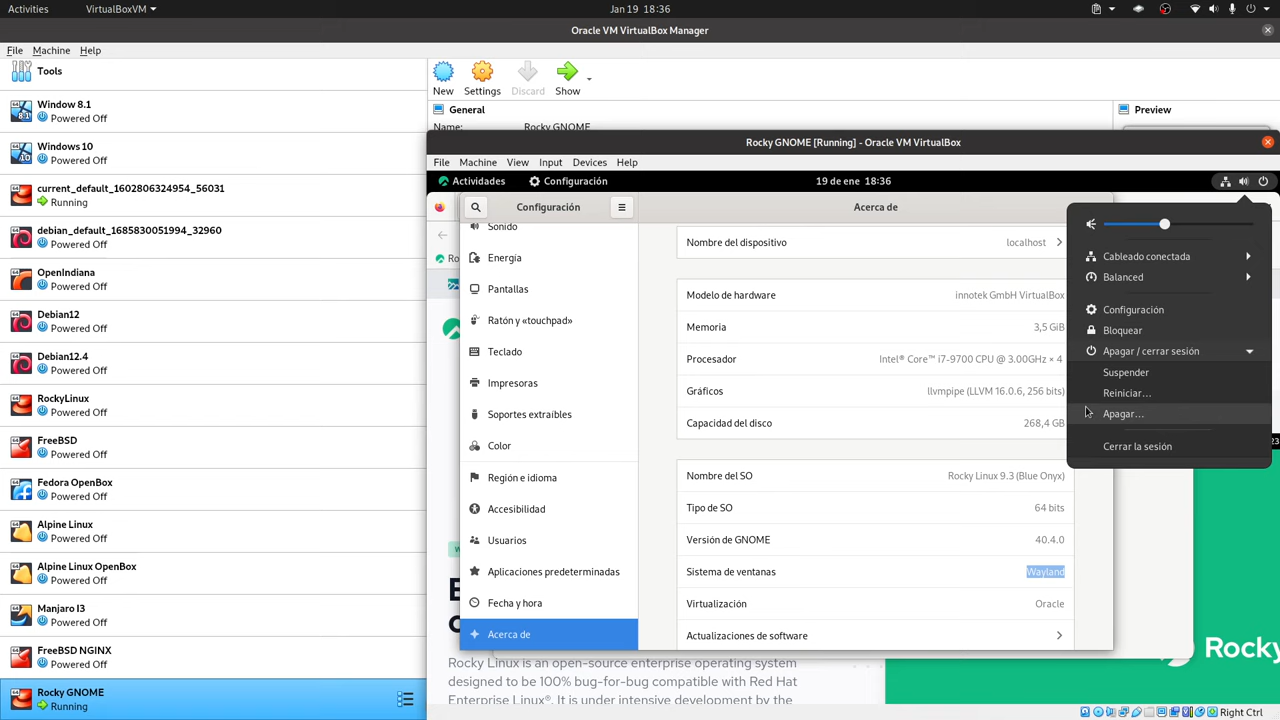 Activities
VirtualBoxVM
Jan 19 18:36
Oracle VM VirtualBox Manager
File Machine Help
Tools
New Settings Discard Show
Window 8.1
Powered Off
Windows 10
Powered Off
current_default_1602806324954_56031
Running
debian_default_1685830051994_32960
Powered Off
OpenIndiana
Powered Off
Debian12
Powered Off
Debian12.4
Powered Off
RockyLinux
Powered Off
FreeBSD
Powered Off
Fedora OpenBox
Powered Off
Alpine Linux
Powered Off
Alpine Linux OpenBox
Powered Off
Manjaro I3
Powered Off
FreeBSD NGINX
Powered Off
Rocky GNOME
Running
General
Name: Rocky GNOME
Preview
Rocky GNOME [Running] - Oracle VM VirtualBox
File Machine View Input Devices Help
Actividades
Configuración
19 de ene 18:36
Configuración
Acerca de
Sonido
Energía
Pantallas
Ratón y «touchpad»
Teclado
Impresoras
Soportes extraíbles
Color
Región e idioma
Accesibilidad
Usuarios
Aplicaciones predeterminadas
Fecha y hora
Acerca de
Nombre del dispositivo localhost
Modelo de hardware innotek GmbH VirtualBox
Memoria 3,5 GiB
Procesador Intel® Core™ i7-9700 CPU @ 3.00GHz × 4
Gráficos llvmpipe (LLVM 16.0.6, 256 bits)
Capacidad del disco 268,4 GB
Nombre del SO Rocky Linux 9.3 (Blue Onyx)
Tipo de SO 64 bits
Versión de GNOME 40.4.0
Sistema de ventanas Wayland
Virtualización Oracle
Actualizaciones de software
Cableado conectada
Balanced
Configuración
Bloquear
Apagar / cerrar sesión
Suspender
Reiniciar...
Apagar...
Cerrar la sesión
Rocky Linux is an open-source enterprise operating system
designed to be 100% bug-for-bug compatible with Red Hat
Enterprise Linux®. It is under intensive development by the
Rocky
Right Ctrl